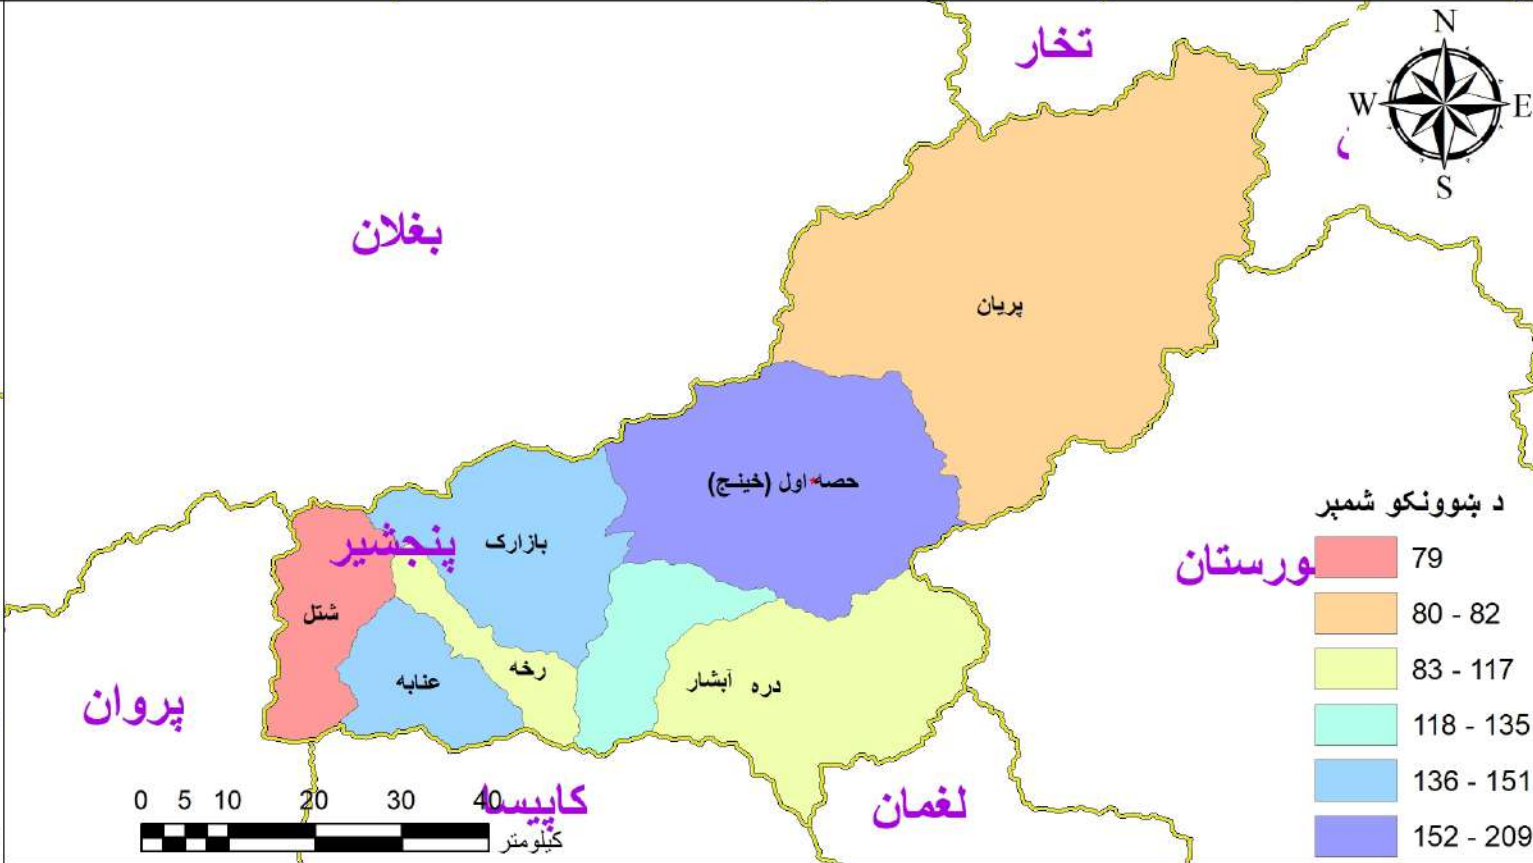 تخار
N
W
E
S
بغلان
پریان
حصه اول (خینج)
بازارک
پنجشیر
شتل
رخه
عنابه
دره آبشار
پروان
کاپیسا
لغمان
ورستان
د ښوونکو شمېر
79
80 - 82
83 - 117
118 - 135
136 - 151
152 - 209
0 5 10 20 30 40
کیلومتر